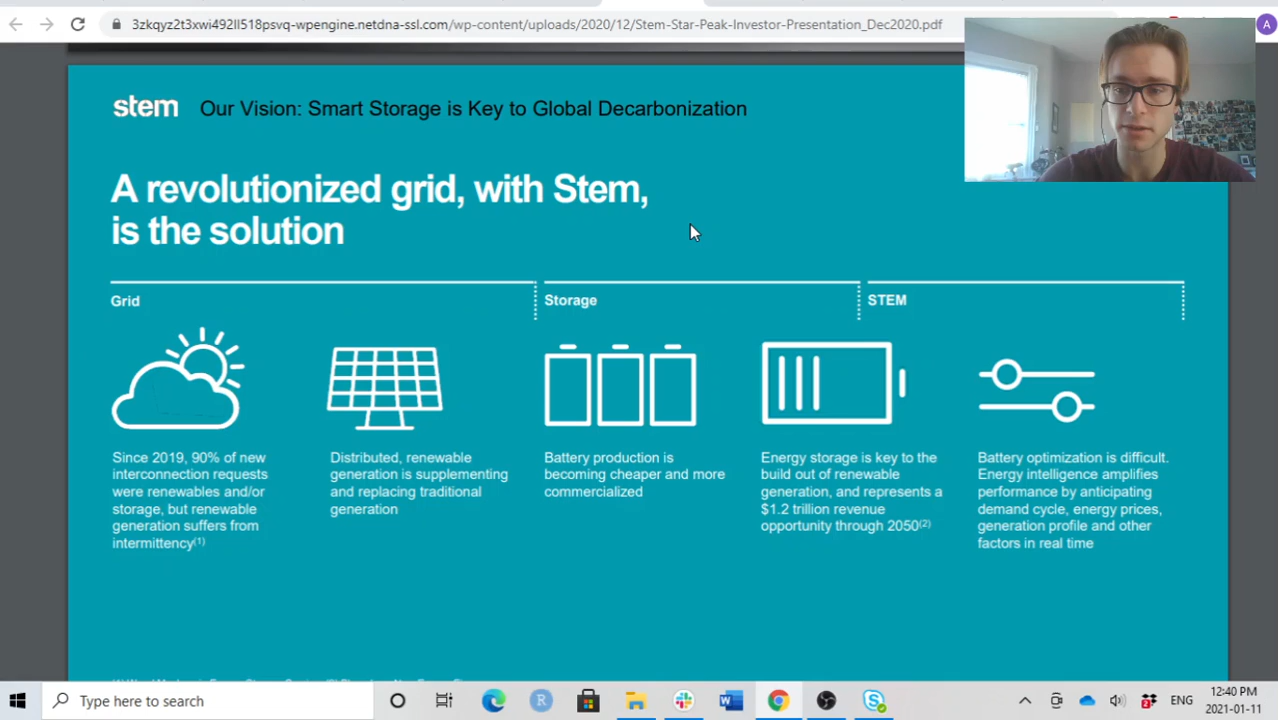 3zkqyz2t3xwi492ll518psvq-wpengine.netdna-ssl.com/wp-content/uploads/2020/12/Stem-Star-Peak-Investor-Presentation_Dec2020.pdf
A
stem Our Vision: Smart Storage is Key to Global Decarbonization
A revolutionized grid, with Stem,
is the solution
Grid
Since 2019, 90% of new
interconnection requests
were renewables and/or
storage, but renewable
generation suffers from
intermittency(1)
Distributed, renewable
generation is supplementing
and replacing traditional
generation
Storage
Battery production is
becoming cheaper and more
commercialized
Energy storage is key to the
build out of renewable
generation, and represents a
$1.2 trillion revenue
opportunity through 2050(2)
STEM
Battery optimization is difficult.
Energy intelligence amplifies
performance by anticipating
demand cycle, energy prices,
generation profile and other
factors in real time
Type here to search
R
W
S
2
ENG
12:40 PM
2021-01-11